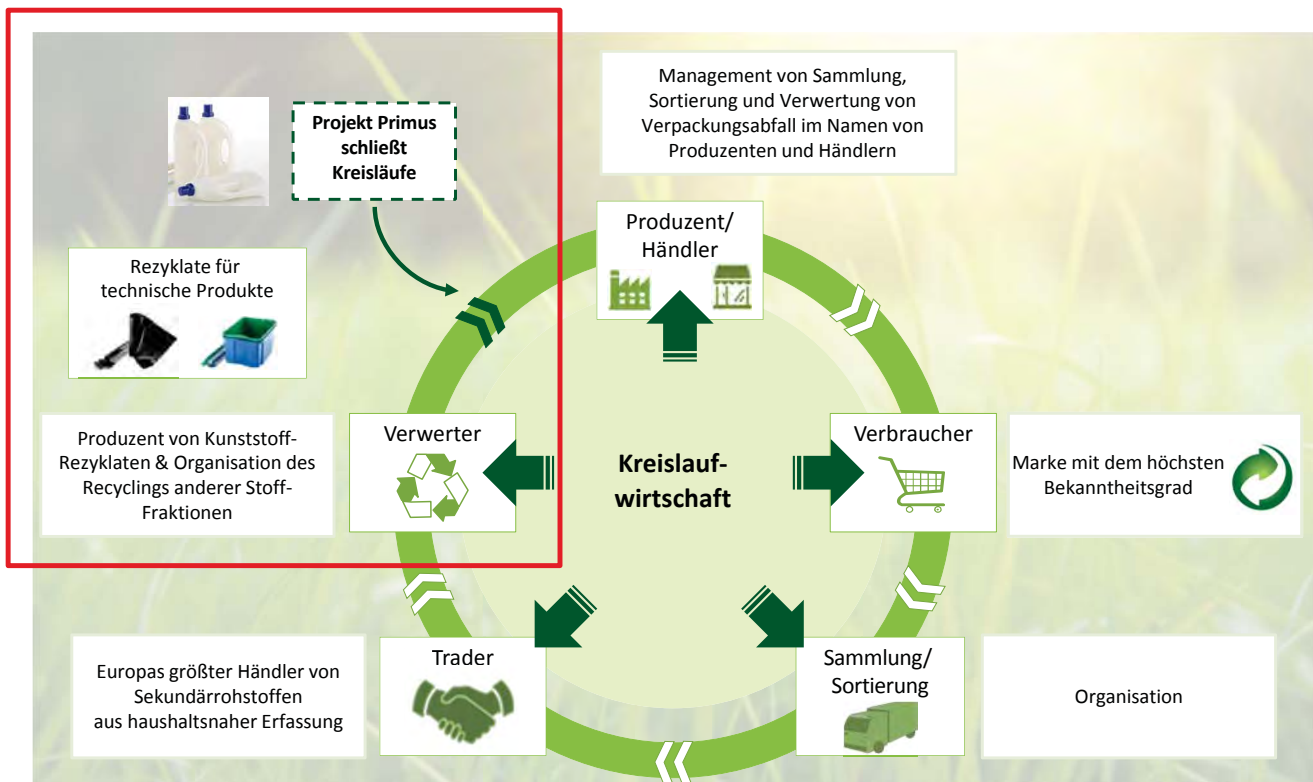 Management von Sammlung,
Sortierung und Verwertung von
Verpackungsabfall im Namen von
Produzenten und Händlern
Projekt Primus
schließt
Kreisläufe
Produzent/
Händler
Rezyklate für
technische Produkte
Produzent von Kunststoff-
Rezyklaten & Organisation des
Recyclings anderer Stoff-
Fraktionen
Verwerter
Kreislauf-
wirtschaft
Verbraucher
Marke mit dem höchsten
Bekanntheitsgrad
Europas größter Händler von
Sekundärrohstoffen
aus haushaltsnaher Erfassung
Trader
Sammlung/
Sortierung
Organisation